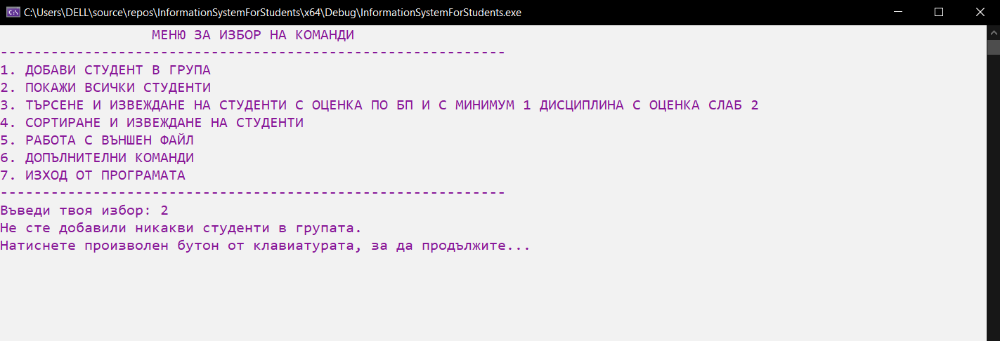 C:\Users\DELL\source\repos\InformationSystemForStudents\x64\Debug\InformationSystemForStudents.exe
МЕНЮ ЗА ИЗБОР НА КОМАНДИ
------------------------------------------------------------
1. ДОБАВИ СТУДЕНТ В ГРУПА
2. ПОКАЖИ ВСИЧКИ СТУДЕНТИ
3. ТЪРСЕНЕ И ИЗВЕЖДАНЕ НА СТУДЕНТИ С ОЦЕНКА ПО БП И С МИНИМУМ 1 ДИСЦИПЛИНА С ОЦЕНКА СЛАБ 2
4. СОРТИРАНЕ И ИЗВЕЖДАНЕ НА СТУДЕНТИ
5. РАБОТА С ВЪНШЕН ФАЙЛ
6. ДОПЪЛНИТЕЛНИ КОМАНДИ
7. ИЗХОД ОТ ПРОГРАМАТА
------------------------------------------------------------
Въведи твоя избор: 2
Не сте добавили никакви студенти в групата.
Натиснете произволен бутон от клавиатурата, за да продължите...